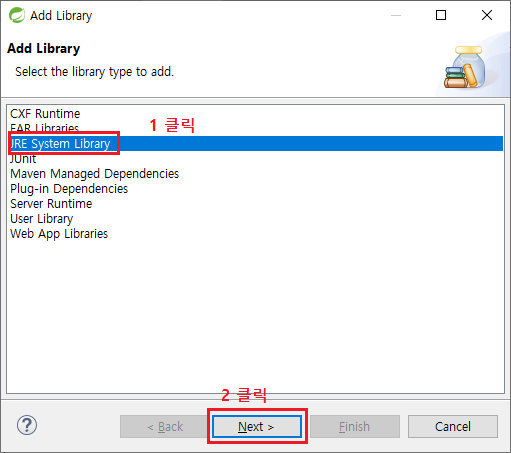 Add Library
Add Library
Select the library type to add.
CXF Runtime
EAR Libraries
1 클릭
JRE System Library
JUnit
Maven Managed Dependencies
Plug-in Dependencies
Server Runtime
User Library
Web App Libraries
2 클릭
? < Back Next > Finish Cancel